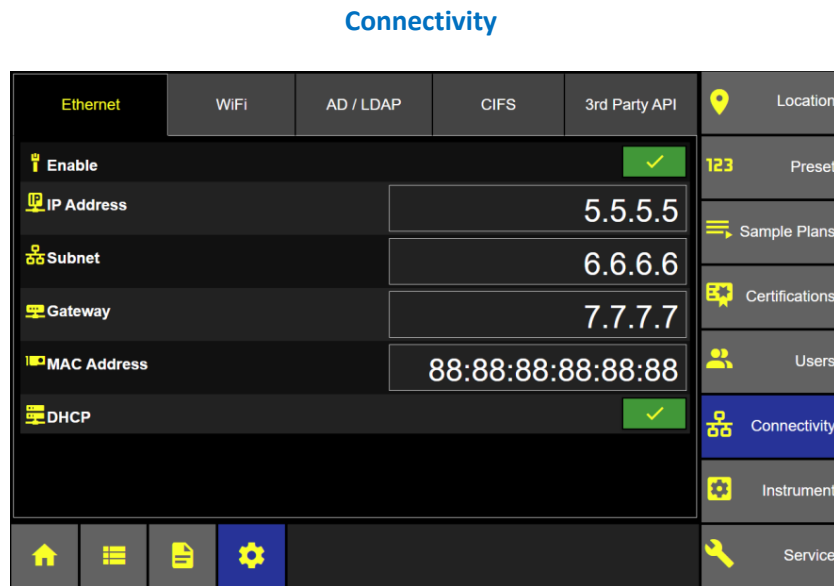 Connectivity
Ethernet
WiFi
AD / LDAP
CIFS
3rd Party API
Enable
IP Address
5.5.5.5
Subnet
6.6.6.6
Gateway
7.7.7.7
MAC Address
88:88:88:88:88:88
DHCP
Location
123
Preset
Sample Plans
Certifications
Users
Connectivity
Instrument
Service